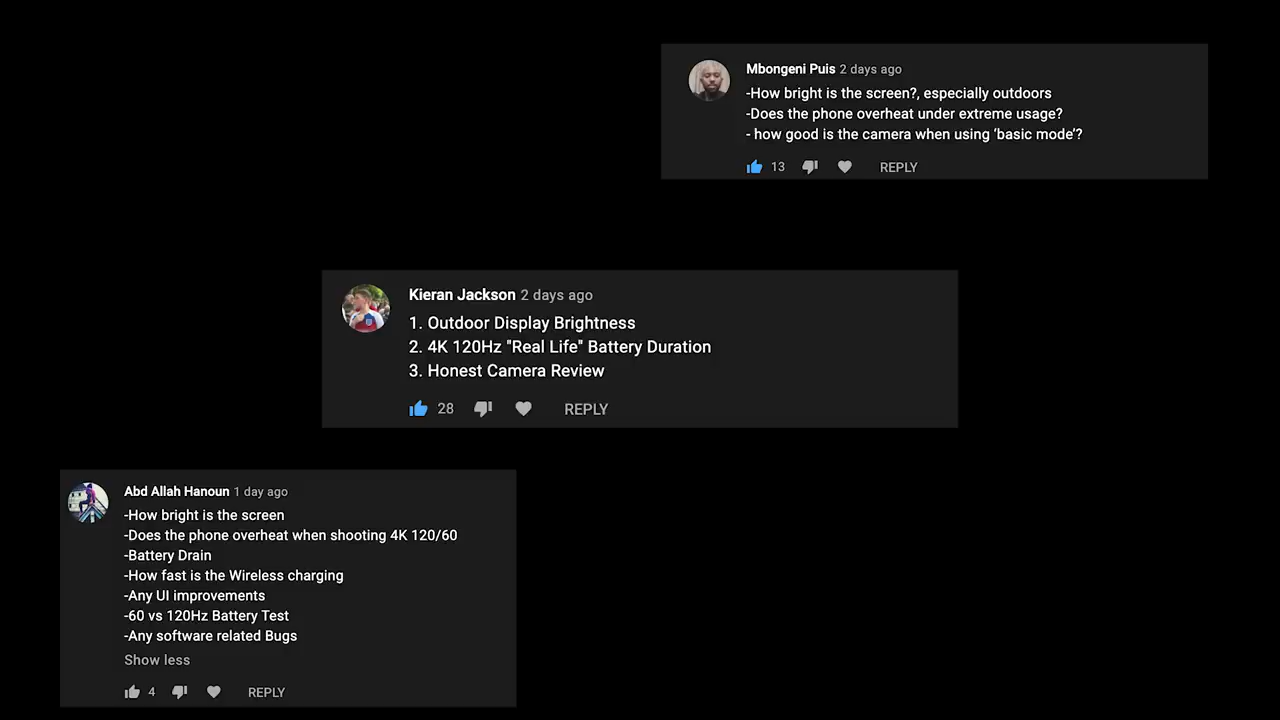 Mbongeni Puis 2 days ago
-How bright is the screen?, especially outdoors
-Does the phone overheat under extreme usage?
- how good is the camera when using ‘basic mode’?
13 REPLY
Kieran Jackson 2 days ago
1. Outdoor Display Brightness
2. 4K 120Hz "Real Life" Battery Duration
3. Honest Camera Review
28 REPLY
Abd Allah Hanoun 1 day ago
-How bright is the screen
-Does the phone overheat when shooting 4K 120/60
-Battery Drain
-How fast is the Wireless charging
-Any UI improvements
-60 vs 120Hz Battery Test
-Any software related Bugs
Show less
4 REPLY